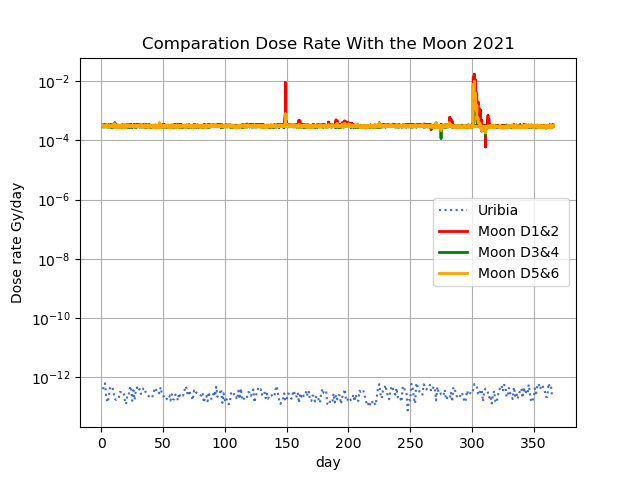 Comparation Dose Rate With the Moon 2021
Dose rate Gy/day
10⁻²
10⁻⁴
10⁻⁶
10⁻⁸
10⁻¹⁰
10⁻¹²
Uribia
Moon D1&2
Moon D3&4
Moon D5&6
0 50 100 150 200 250 300 350
day